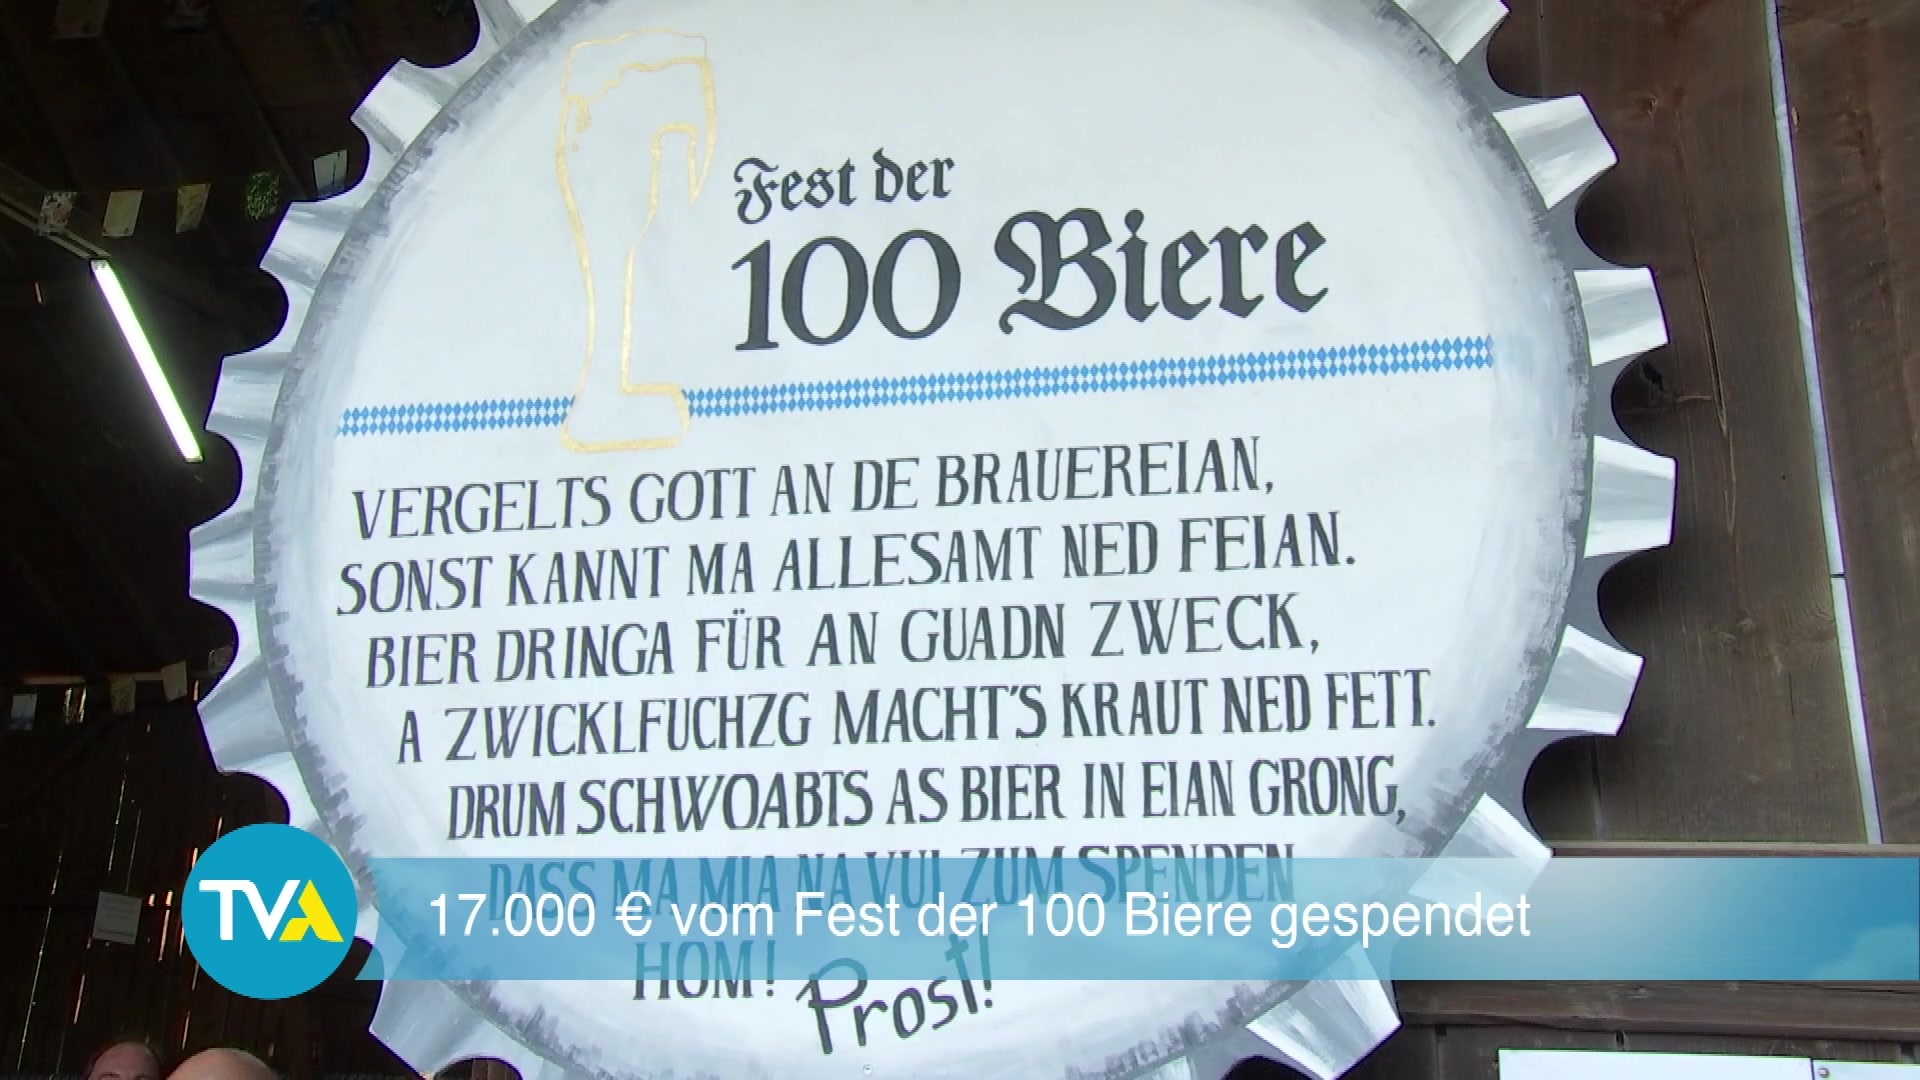 Fest der
100 Biere
VERGELTS GOTT AN DE BRAUEREIAN,
SONST KANNT MA ALLESAMT NED FEIAN.
BIER DRINGA FÜR AN GUADN ZWECK,
A ZWICKLFUCHZG MACHT'S KRAUT NED FETT.
DRUM SCHWOABTS AS BIER IN EIAN GRONG,
DASS MA MIA NA VUI ZUM SPENDEN
HOM! Prost!
TVA
17.000 € vom Fest der 100 Biere gespendet